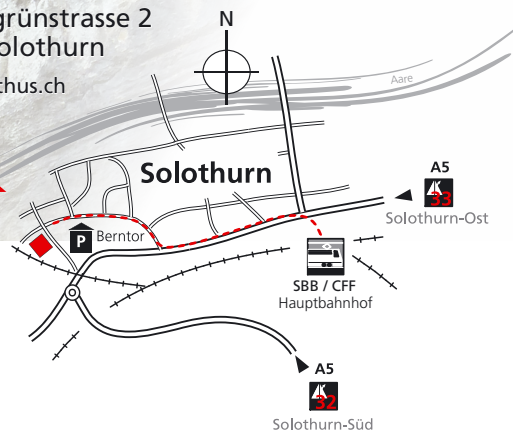 grünstrasse 2
olothurn
thus.ch
N
Aare
Solothurn
A5
33
Solothurn-Ost
P
Berntor
SBB / CFF
Hauptbahnhof
A5
32
Solothurn-Süd